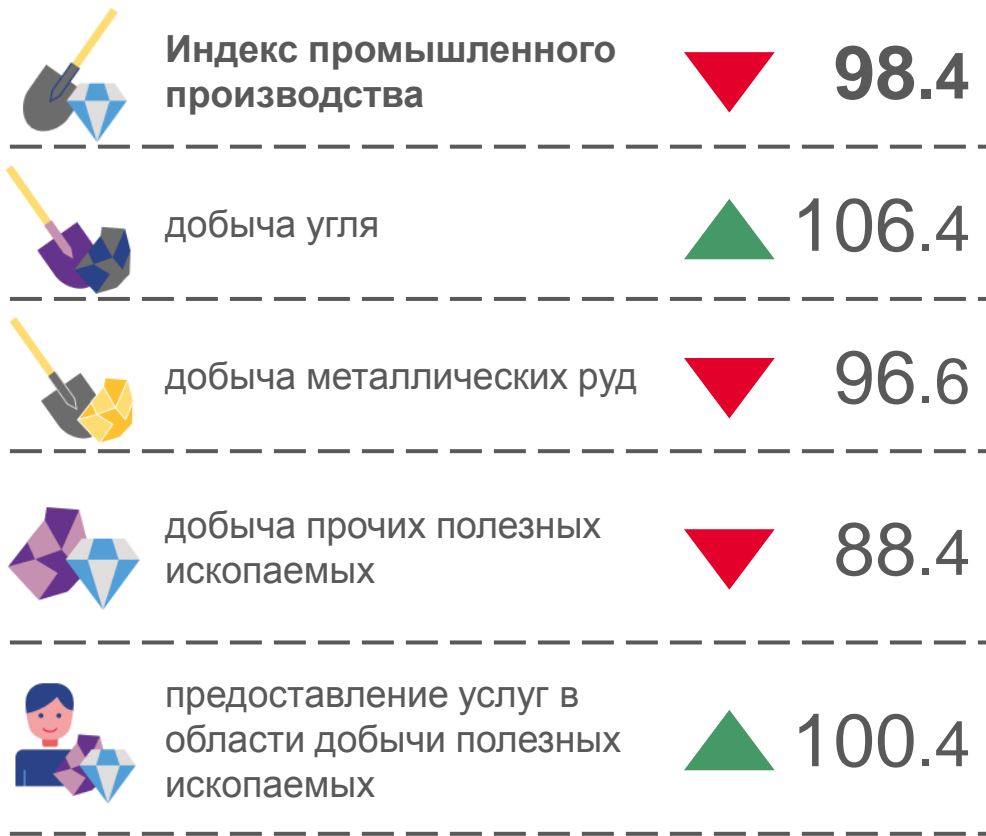 Индекс промышленного
производства
98.4
добыча угля
106.4
добыча металлических руд
96.6
добыча прочих полезных
ископаемых
88.4
предоставление услуг в
области добычи полезных
ископаемых
100.4